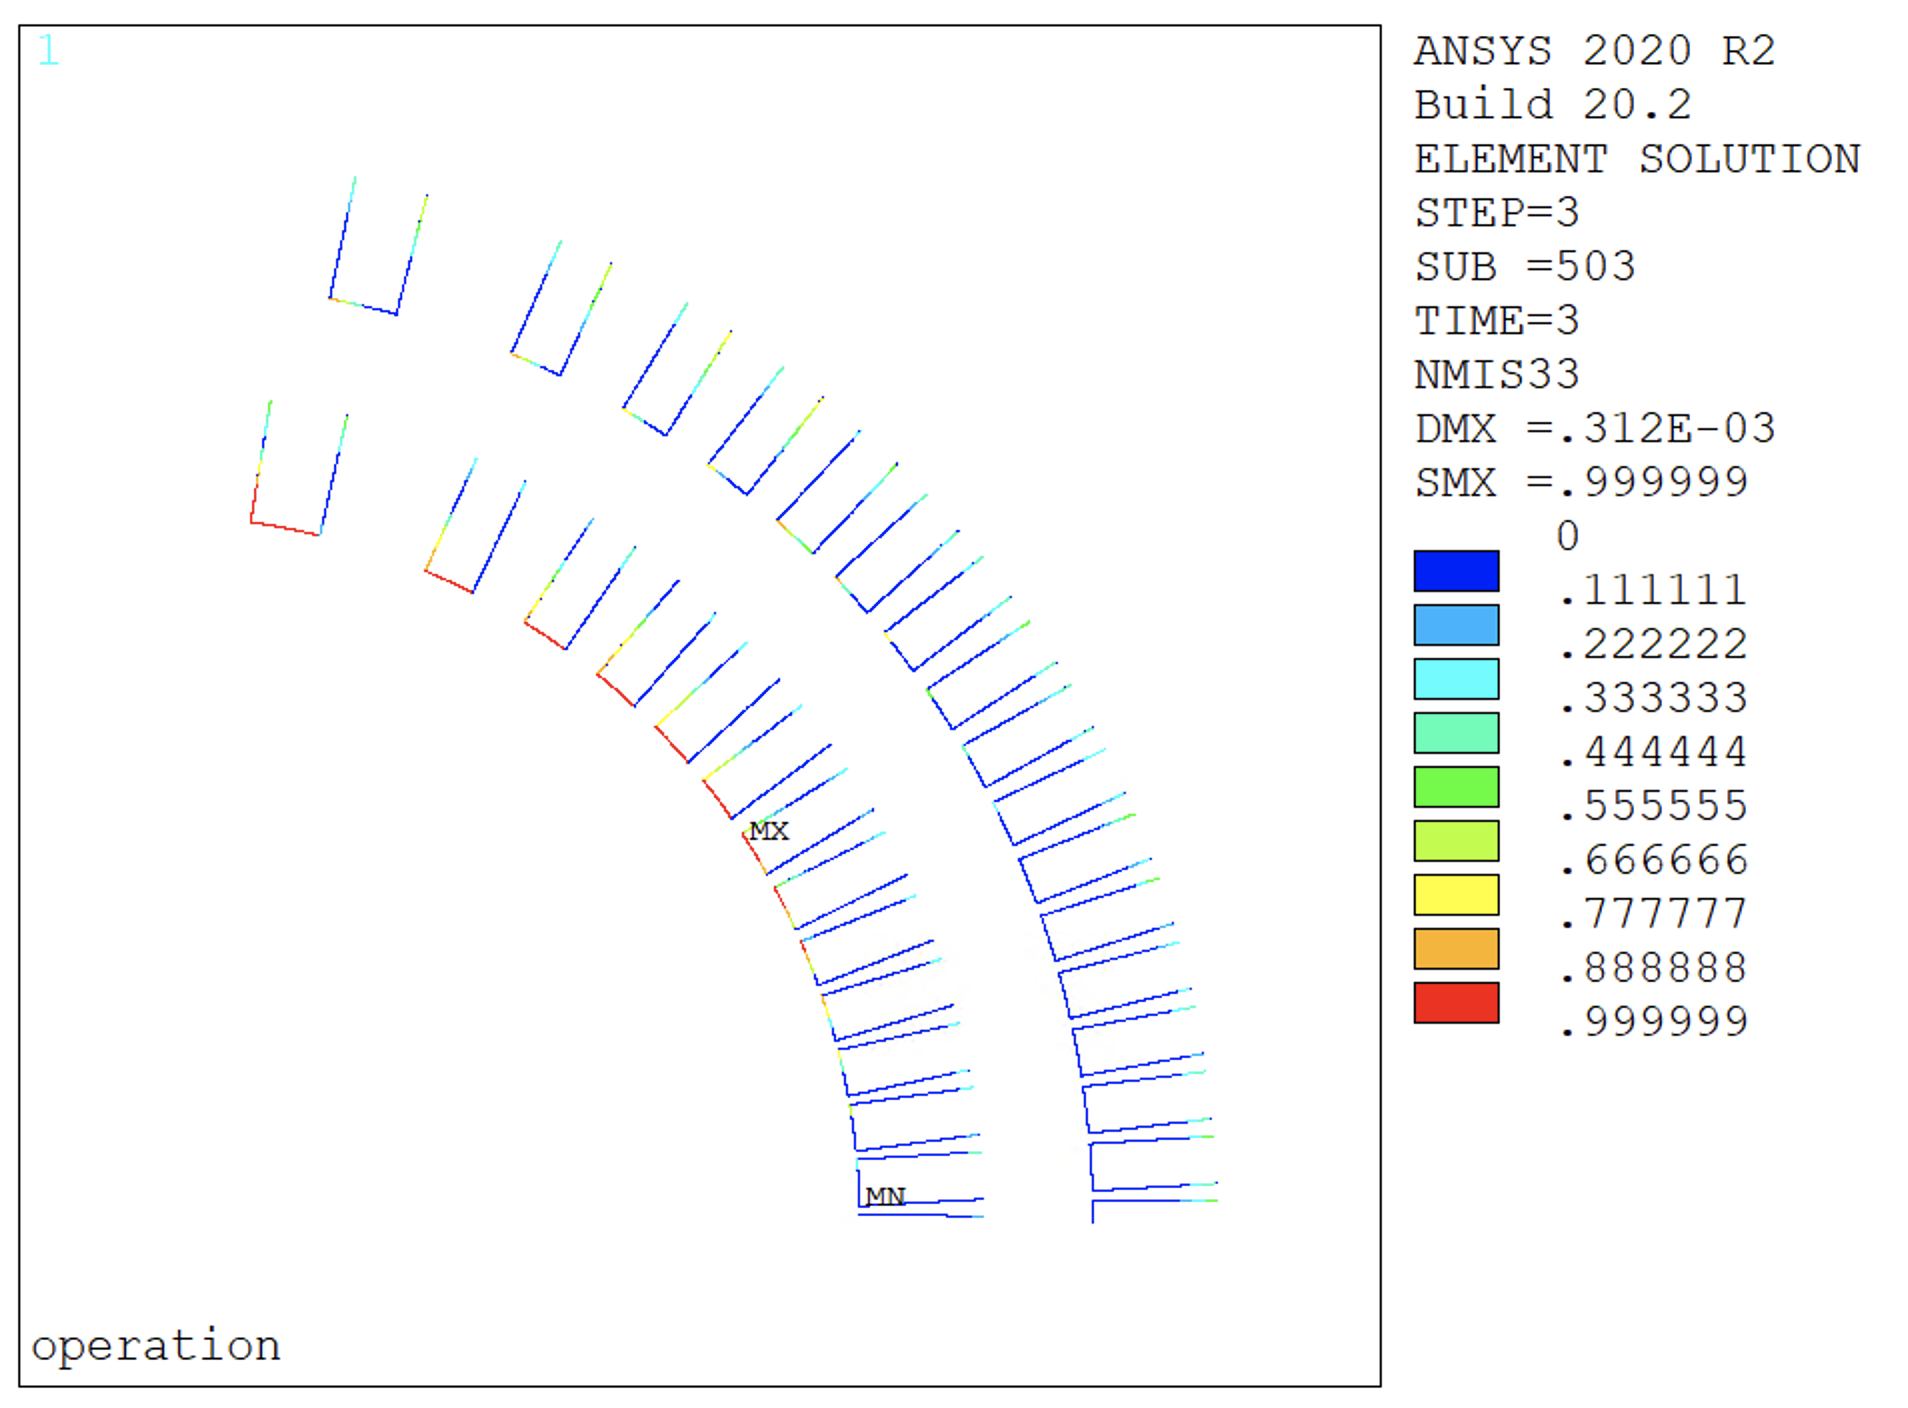 1
ANSYS 2020 R2
Build 20.2
ELEMENT SOLUTION
STEP=3
SUB =503
TIME=3
NMIS33
DMX =.312E-03
SMX =.999999
0
.111111
.222222
.333333
.444444
.555555
.666666
.777777
.888888
.999999
MX
MN
operation